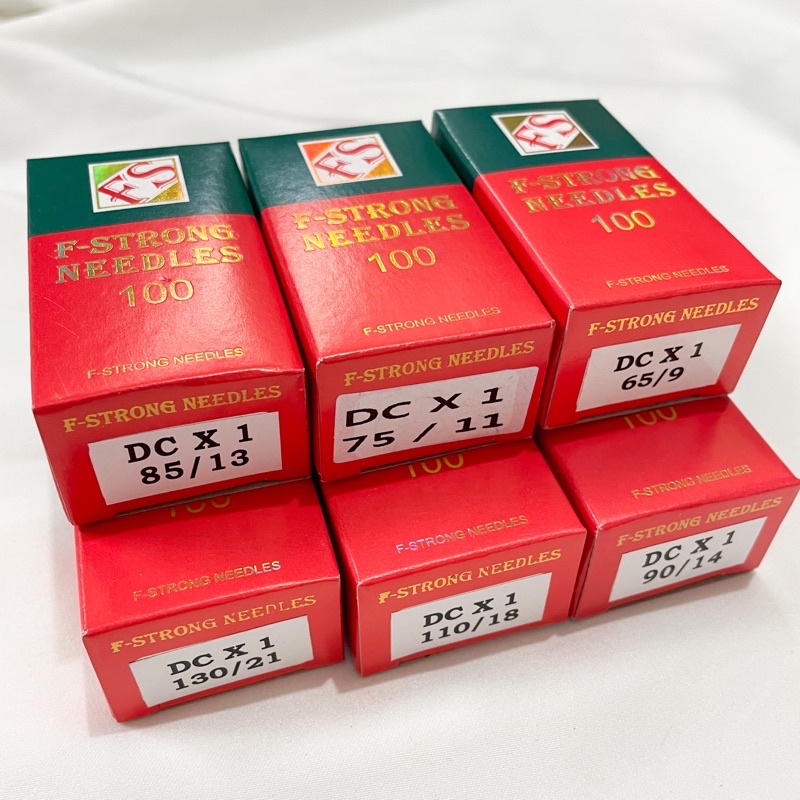 FS
F-STRONG
NEEDLES
100
F-STRONG NEEDLES
F-STRONG NEEDLES
DC X 1
85/13
FS
F-STRONG
NEEDLES
100
F-STRONG NEEDLES
F-STRONG NEEDLES
DC X 1
75 / 11
FS
F-STRONG
NEEDLES
100
F-STRONG NEEDLES
F-STRONG NEEDLES
DC X 1
65/9
100
F-STRONG NEEDLES
F-STRONG NEEDLES
DC X 1
130/21
100
F-STRONG NEEDLES
F-STRONG NEEDLES
DC X 1
110/18
100
F-STRONG NEEDLES
F-STRONG NEEDLES
DC X 1
90/14